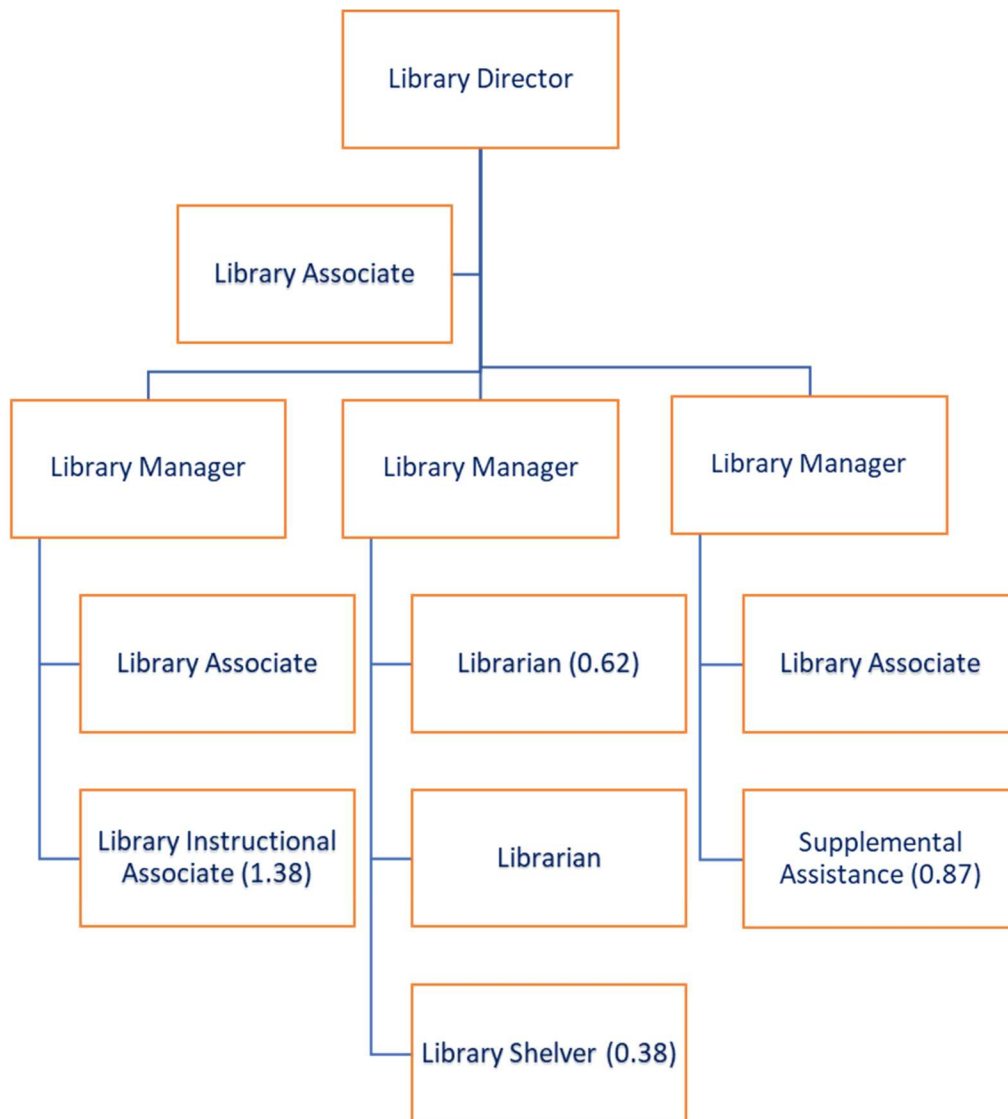 Library Director
Library Associate
Library Manager
Library Manager
Library Manager
Library Associate
Librarian (0.62)
Library Associate
Library Instructional
Associate (1.38)
Librarian
Supplemental
Assistance (0.87)
Library Shelver (0.38)